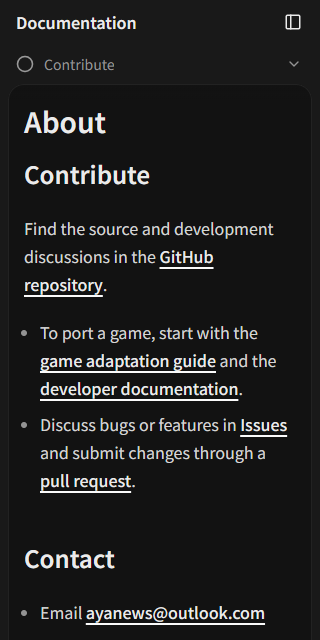 Documentation
Contribute
About
Contribute
Find the source and development
discussions in the GitHub
repository.
To port a game, start with the
game adaptation guide and the
developer documentation.
Discuss bugs or features in Issues
and submit changes through a
pull request.
Contact
Email ayanews@outlook.com